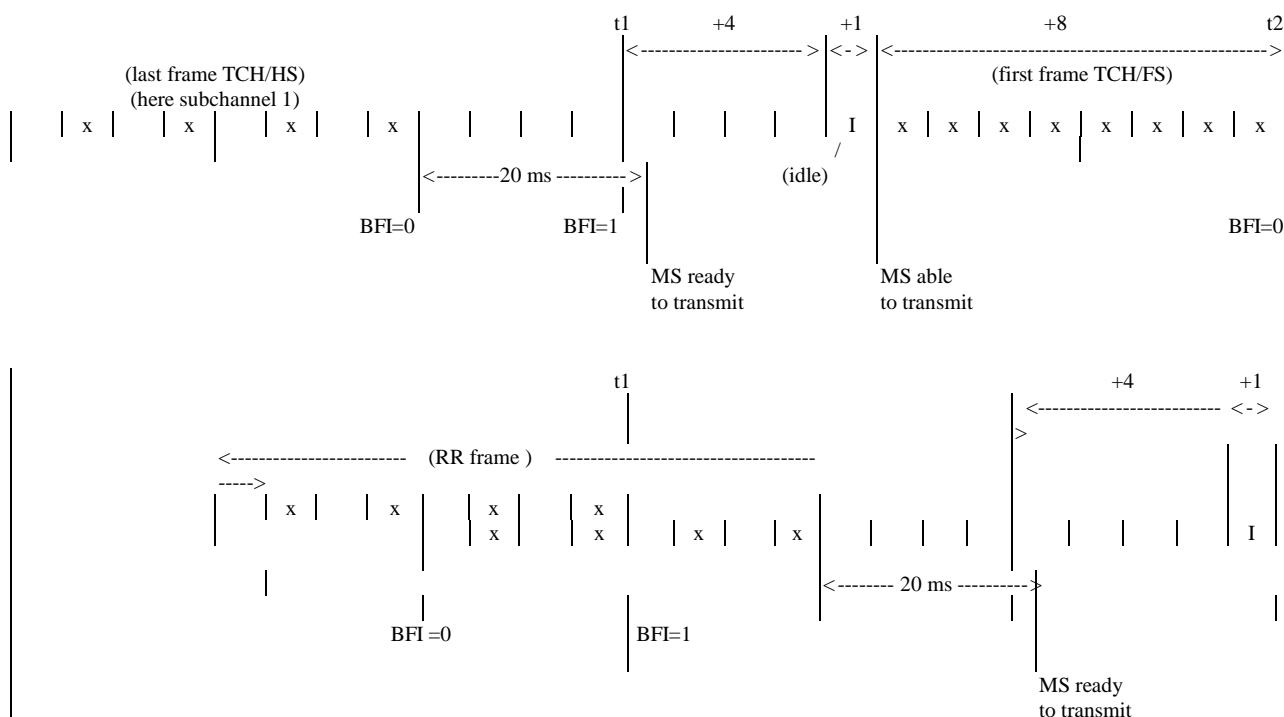 t1 +4 +1 +8 t2
<----------------------- > <- > <------------------------------------------------------- >
(last frame TCH/HS) (first frame TCH/FS)
(here subchannel 1)
x x x x I x x x x x x x x
/
<---------20 ms ---------- > (idle)
BFI=0 BFI=1 BFI=0
MS ready MS able
to transmit to transmit
t1 +4 +1
<-------------------------- <- >
>
<------------------------- (RR frame ) -------------------------------------
----->
x x x x
x x x x I
<-------- 20 ms ---------- >
BFI =0 BFI=1
MS ready
to transmit